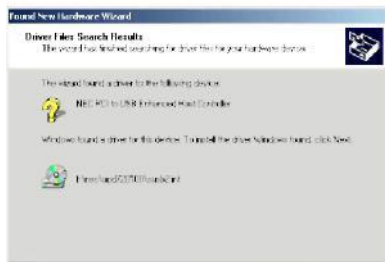 Found New Hardware Wizard
Driver Files Search Results
The wizard has finished searching for driver files for your hardware device.
The wizard found a driver for the following device:
NEC PCI to USB Enhanced Host Controller
Windows found a driver for this device. To install the driver Windows found, click Next.